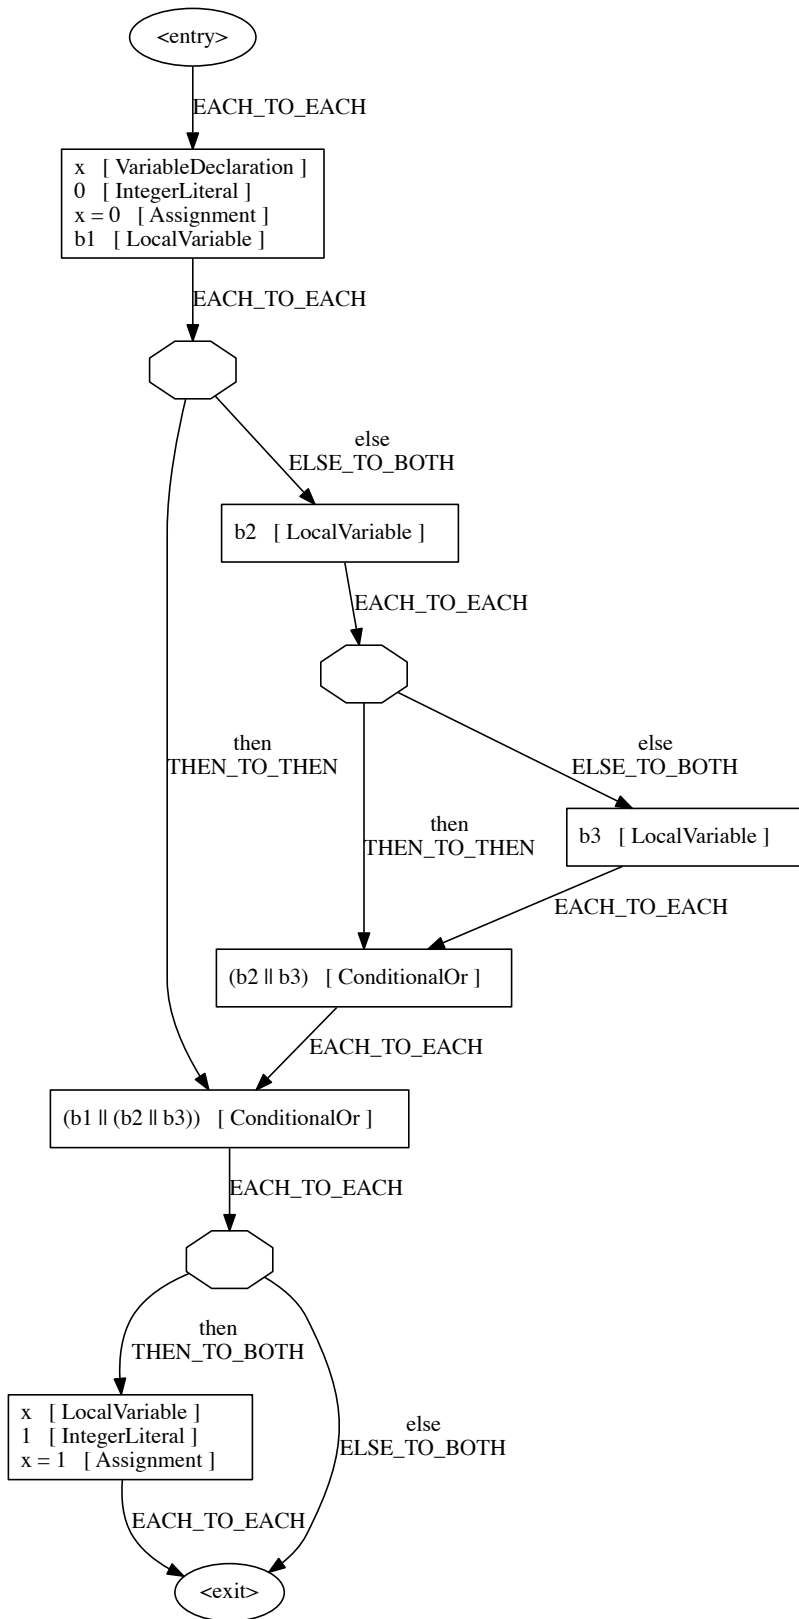 <entry>
EACH_TO_EACH
x   [ VariableDeclaration ]
0   [ IntegerLiteral ]
x = 0   [ Assignment ]
b1   [ LocalVariable ]
EACH_TO_EACH
else
ELSE_TO_BOTH
b2   [ LocalVariable ]
EACH_TO_EACH
then
THEN_TO_THEN
else
ELSE_TO_BOTH
then
THEN_TO_THEN
b3   [ LocalVariable ]
EACH_TO_EACH
(b2 || b3)   [ ConditionalOr ]
EACH_TO_EACH
(b1 || (b2 || b3))   [ ConditionalOr ]
EACH_TO_EACH
then
THEN_TO_BOTH
x   [ LocalVariable ]
1   [ IntegerLiteral ]
x = 1   [ Assignment ]
else
ELSE_TO_BOTH
EACH_TO_EACH
<exit>